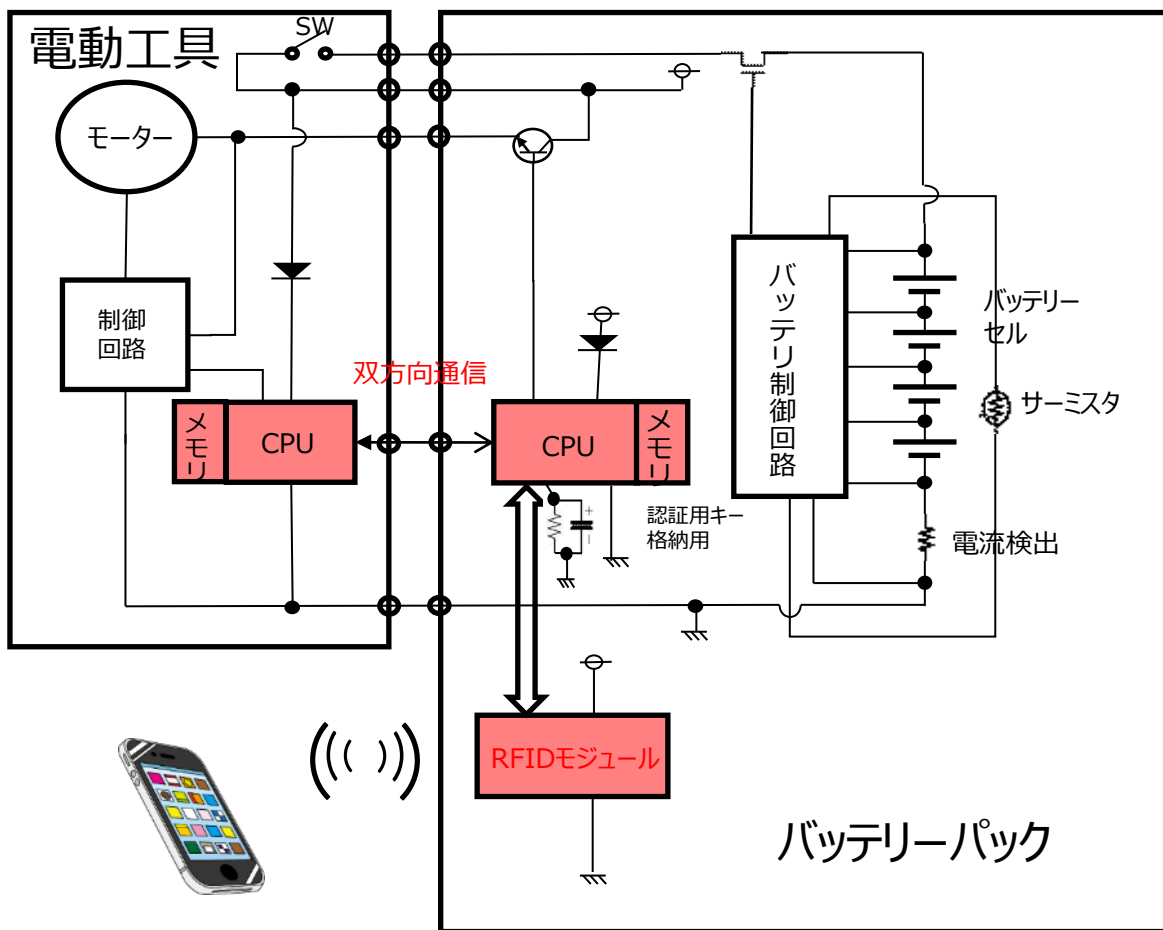 電動工具
SW
モーター
制御
回路
双方向通信
メモリ
CPU
CPU
メモリ
認証用キー
格納用
バッテリ制御回路
バッテリー
セル
サーミスタ
電流検出
RFIDモジュール
バッテリーパック